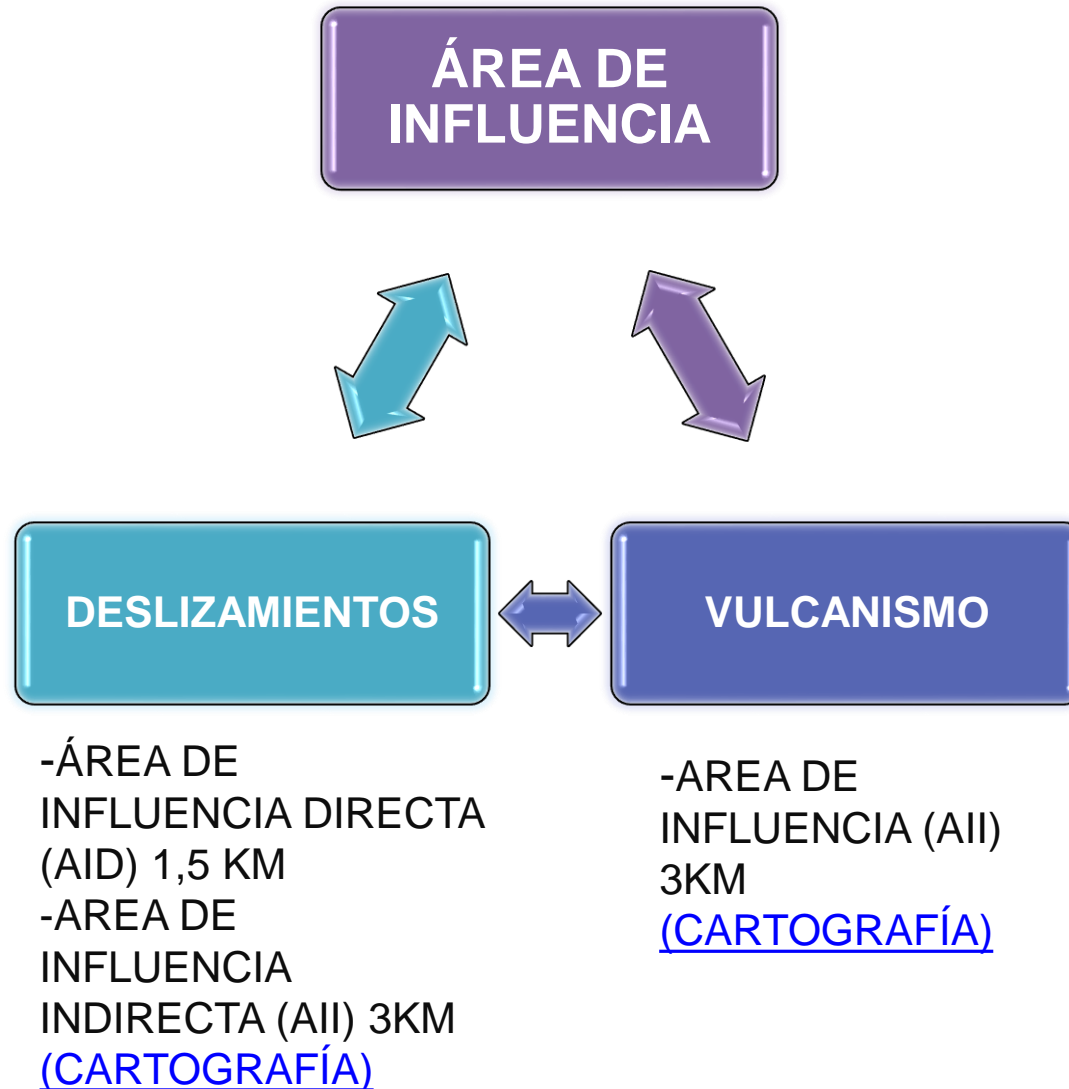 ÁREA DE
INFLUENCIA
DESLIZAMIENTOS
VULCANISMO
-ÁREA DE
INFLUENCIA DIRECTA
(AID) 1,5 KM
-AREA DE
INFLUENCIA
INDIRECTA (AII) 3KM
(CARTOGRAFÍA)
-AREA DE
INFLUENCIA (AII)
3KM
(CARTOGRAFÍA)